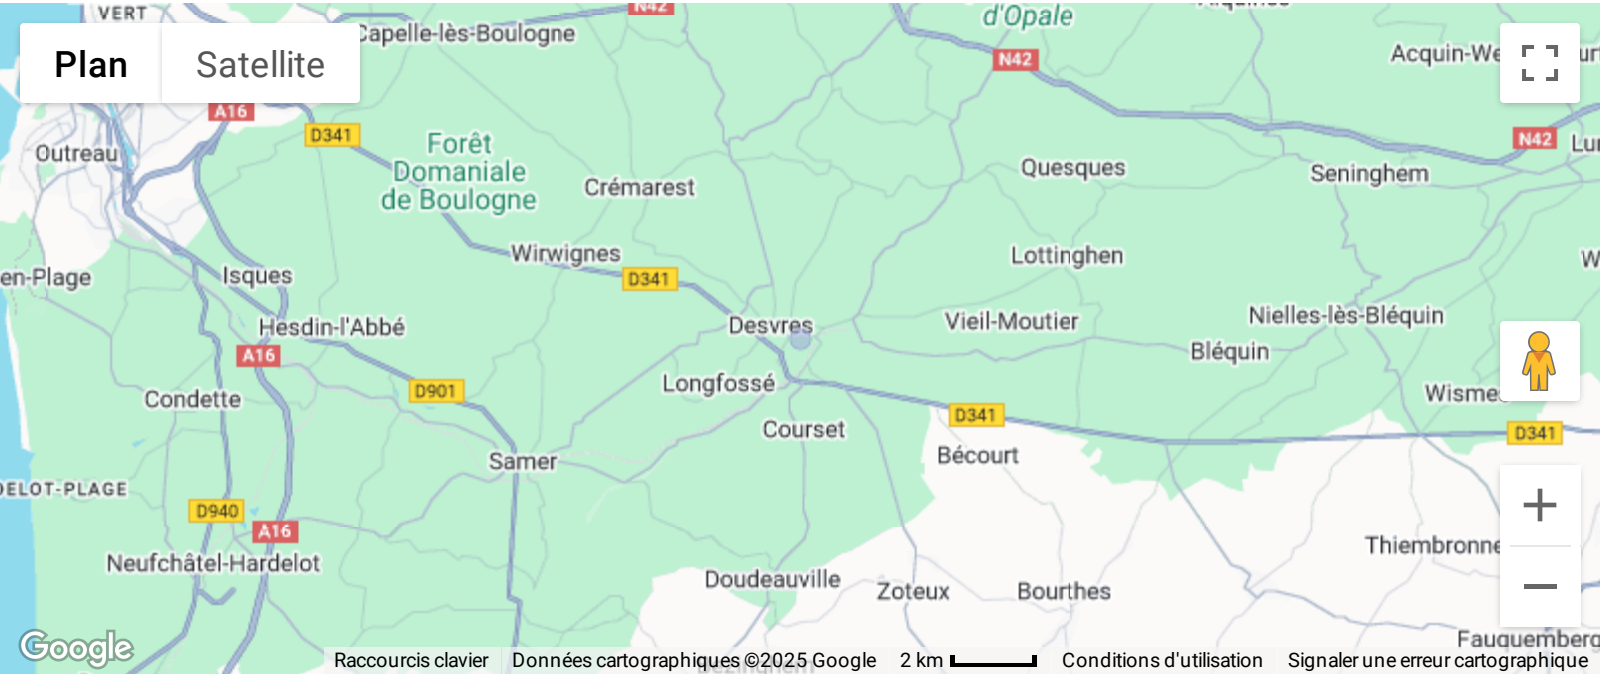 VERT
N42
d'Opale
Capelle-lès-Boulogne
Plan
Satellite
N42
Acquin-We
A16
D341
N42
Outreau
Forêt
Domaniale
de Boulogne
Quesques
Seninghem
Crémarest
Wirwignes
Lottinghen
en-Plage
Isques
D341
Hesdin-l'Abbé
Desvres
Vieil-Moutier
Nielles-lès-Bléquin
A16
Bléquin
Longfossé
D901
Condette
Wismes
D341
Courset
D341
Samer
Bécourt
DELOT-PLAGE
D940
A16
Thiembronne
Neufchâtel-Hardelot
Doudeauville
Zoteux
Bourthes
Fauquemberg
Google
Raccourcis clavier
Données cartographiques ©2025 Google
2 km
Conditions d'utilisation
Signaler une erreur cartographique